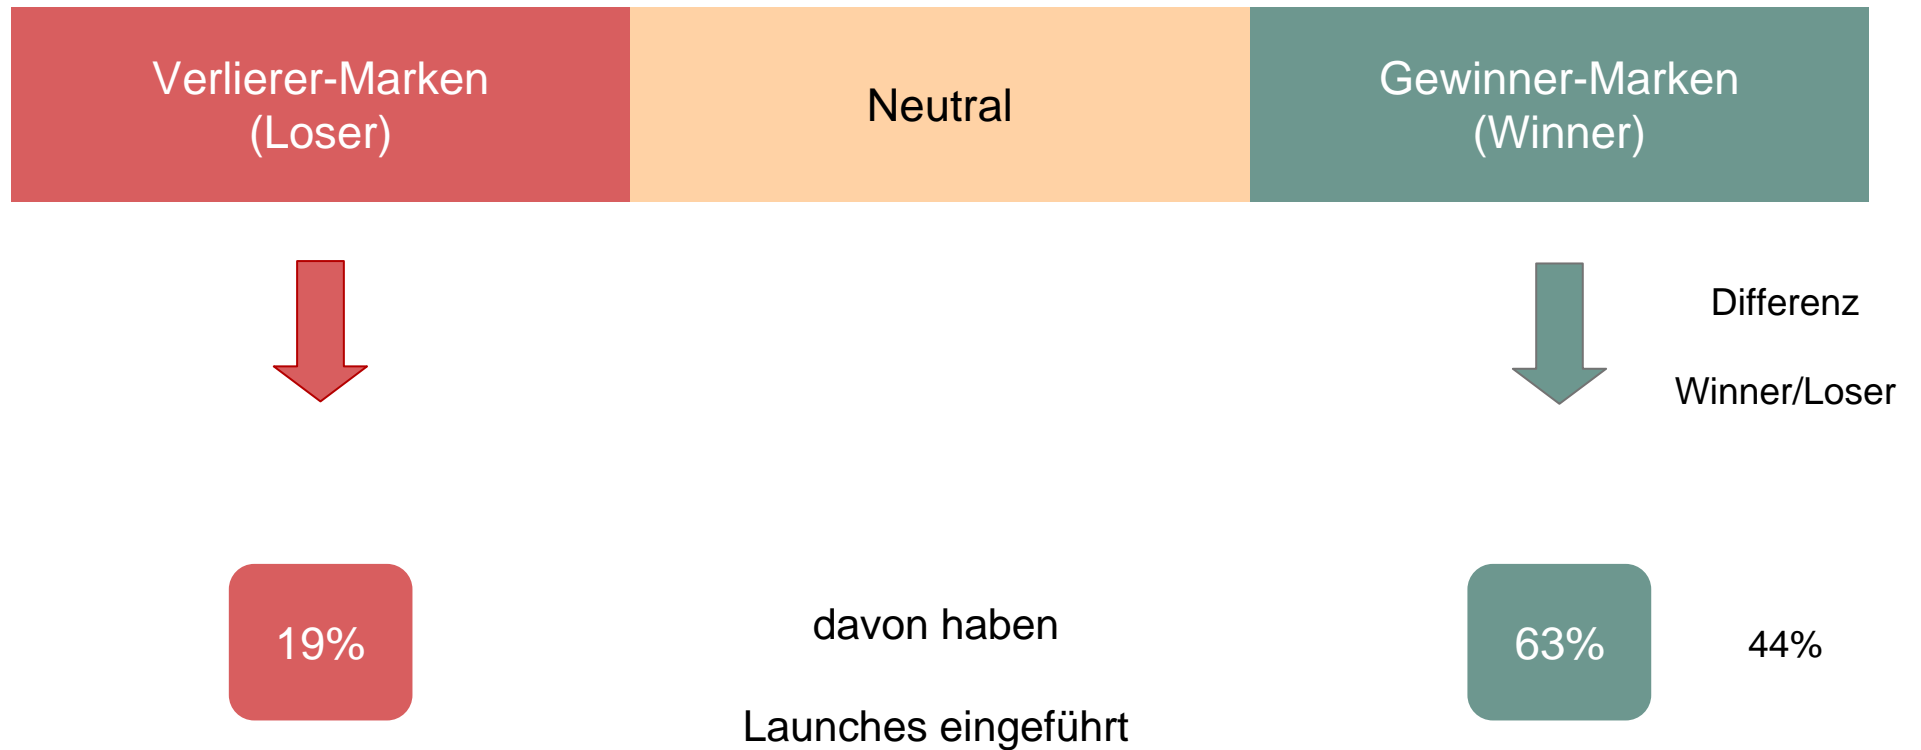 Verlierer-Marken
(Loser)
Neutral
Gewinner-Marken
(Winner)
Differenz
Winner/Loser
19%
davon haben
Launches eingeführt
63%
44%